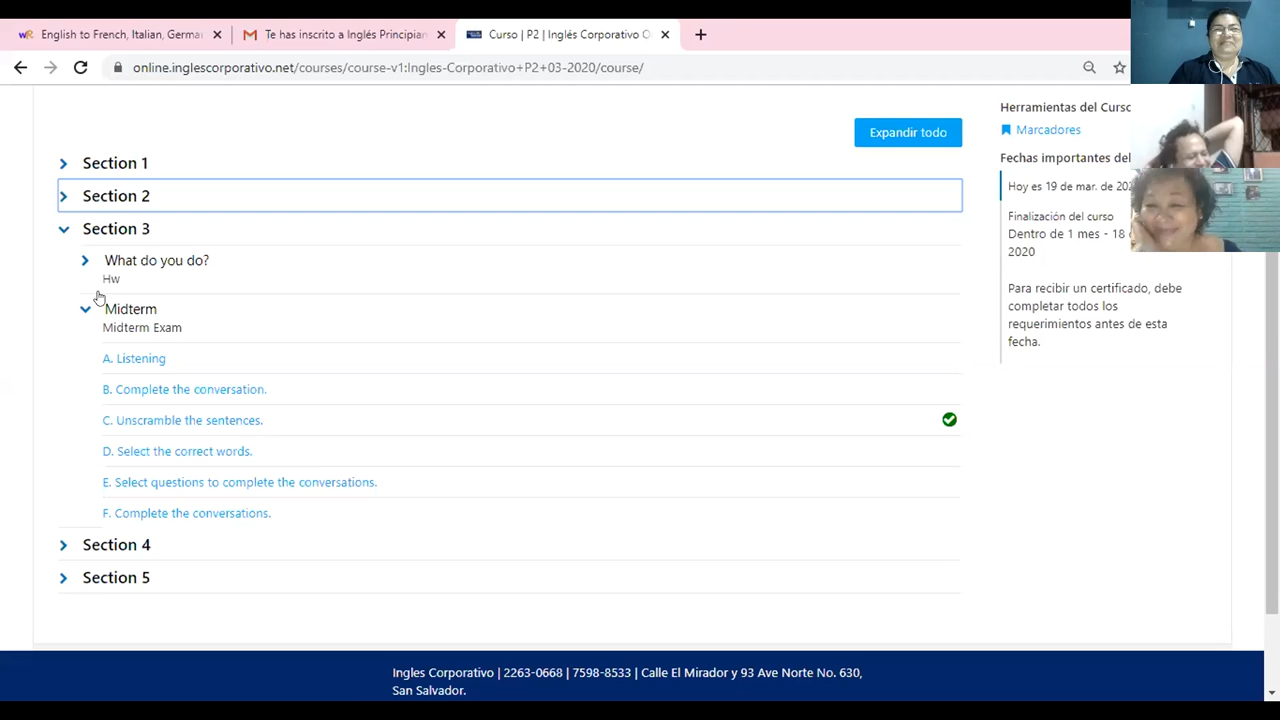 English to French, Italian, Germa
Te has inscrito a Inglés Principian
Curso | P2 | Inglés Corporativo O
online.inglescorporativo.net/courses/course-v1:Ingles-Corporativo+P2+03-2020/course/
Expandir todo
Herramientas del Curso
Marcadores
Fechas importantes del
Hoy es 19 de mar. de 202
Finalización del curso
Dentro de 1 mes - 18
2020
Para recibir un certificado, debe
completar todos los
requerimientos antes de esta
fecha.
Section 1
Section 2
Section 3
What do you do?
Hw
Midterm
Midterm Exam
A. Listening
B. Complete the conversation.
C. Unscramble the sentences.
D. Select the correct words.
E. Select questions to complete the conversations.
F. Complete the conversations.
Section 4
Section 5
Ingles Corporativo | 2263-0668 | 7598-8533 | Calle El Mirador y 93 Ave Norte No. 630,
San Salvador.